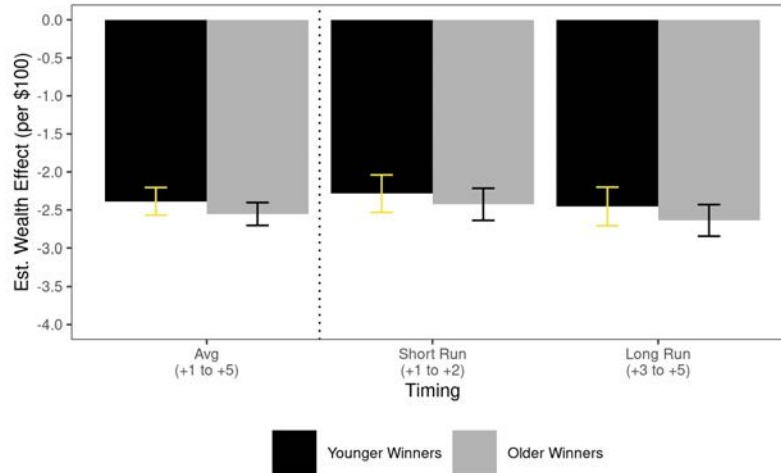 Est. Wealth Effect (per $100)
0.0
-0.5
-1.0
-1.5
-2.0
-2.5
-3.0
-3.5
-4.0
Avg
(+1 to +5)
Short Run
(+1 to +2)
Long Run
(+3 to +5)
Timing
Younger Winners
Older Winners